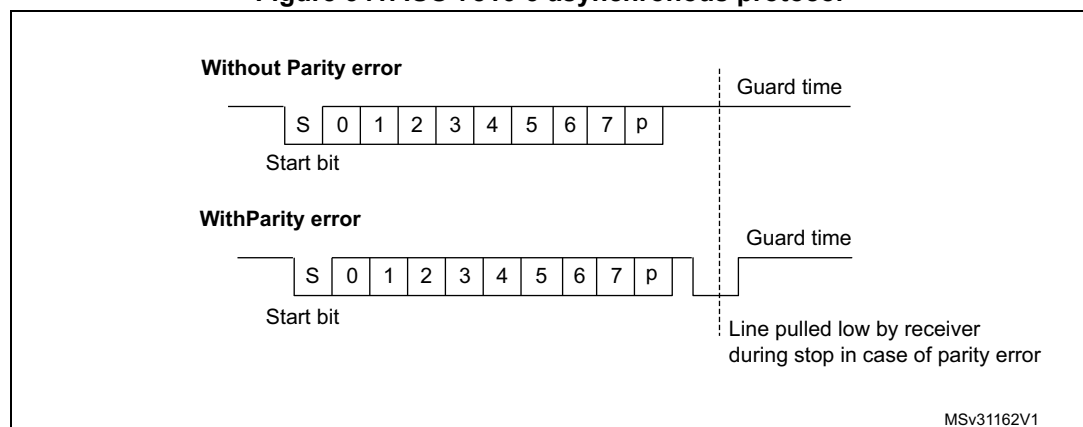 Without Parity error
Guard time
S 0 1 2 3 4 5 6 7 p
Start bit
WithParity error
Guard time
S 0 1 2 3 4 5 6 7 p
Start bit
Line pulled low by receiver
during stop in case of parity error
MSv31162V1